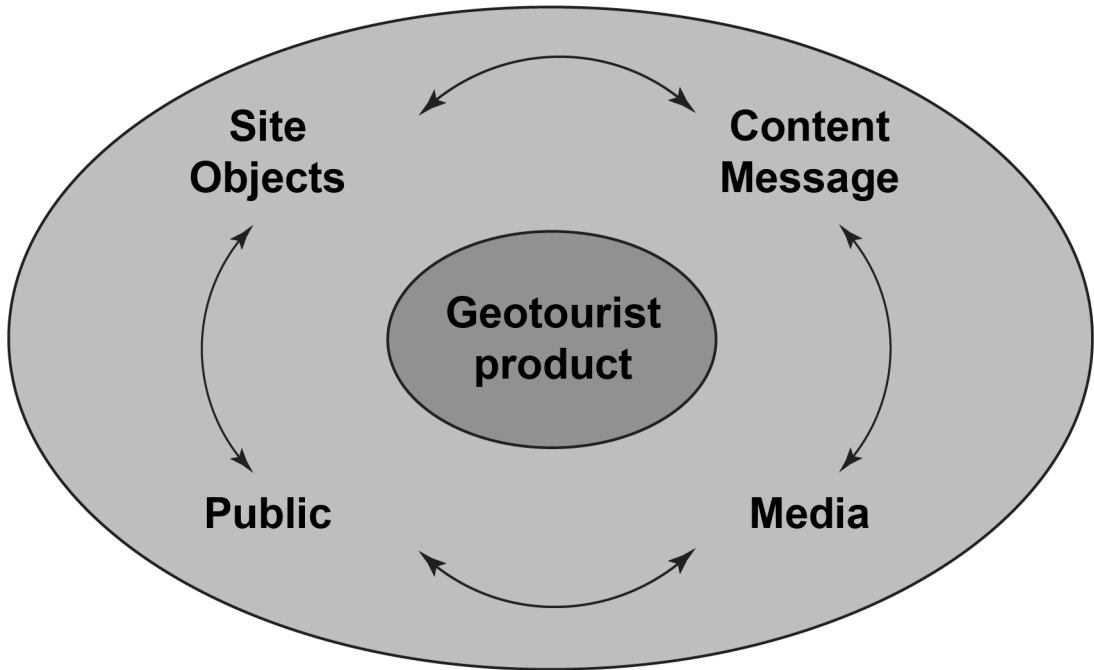 Site
Objects
Content
Message
Geotourist
product
Public
Media